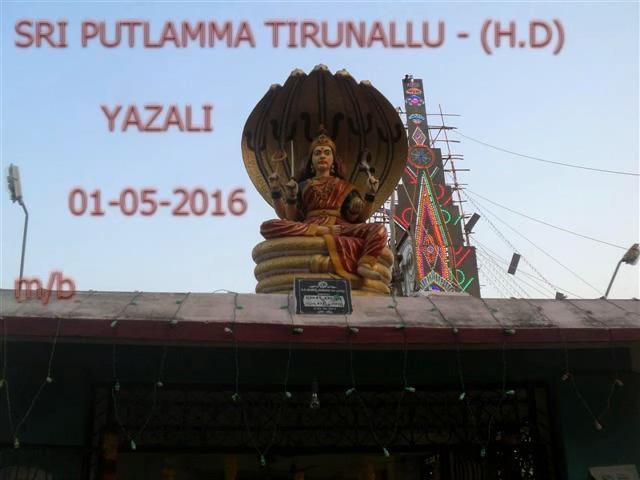 SRI PUTLAMMA TIRUNALLU - (H.D)
YAZALI
01-05-2016
m/b